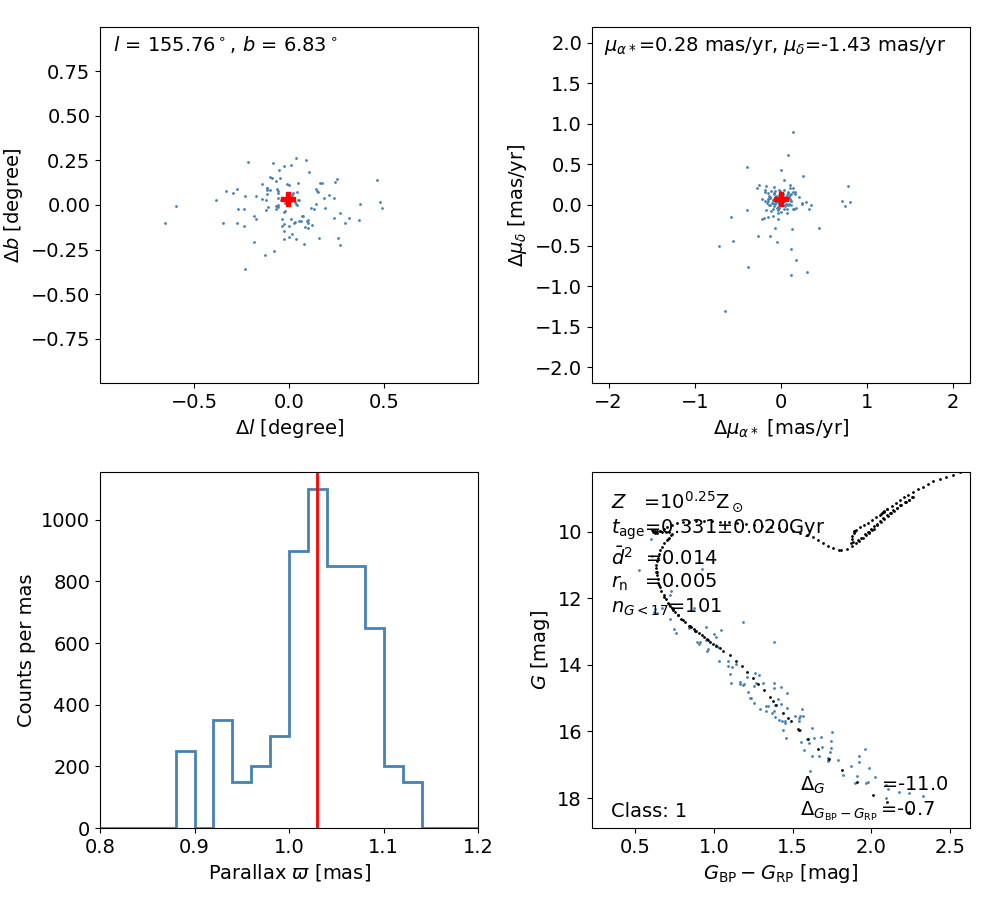 l = 155.76°, b = 6.83°
Δb [degree]
0.75
0.50
0.25
0.00
−0.25
−0.50
−0.75
−0.5 0.0 0.5
Δl [degree]
μα*=0.28 mas/yr, μδ=-1.43 mas/yr
Δμδ [mas/yr]
2.0
1.5
1.0
0.5
0.0
−0.5
−1.0
−1.5
−2.0
−2 −1 0 1 2
Δμα* [mas/yr]
Counts per mas
1000
800
600
400
200
0
0.8 0.9 1.0 1.1 1.2
Parallax ϖ [mas]
Z =10^0.25 Z⊙
t_age=0.331±0.020Gyr
d̄² =0.014
r_n =0.005
n_G<17=101
G [mag]
10
12
14
16
18
Δ_G =-11.0
Δ_G_BP−G_RP =-0.7
Class: 1
0.5 1.0 1.5 2.0 2.5
G_BP − G_RP [mag]